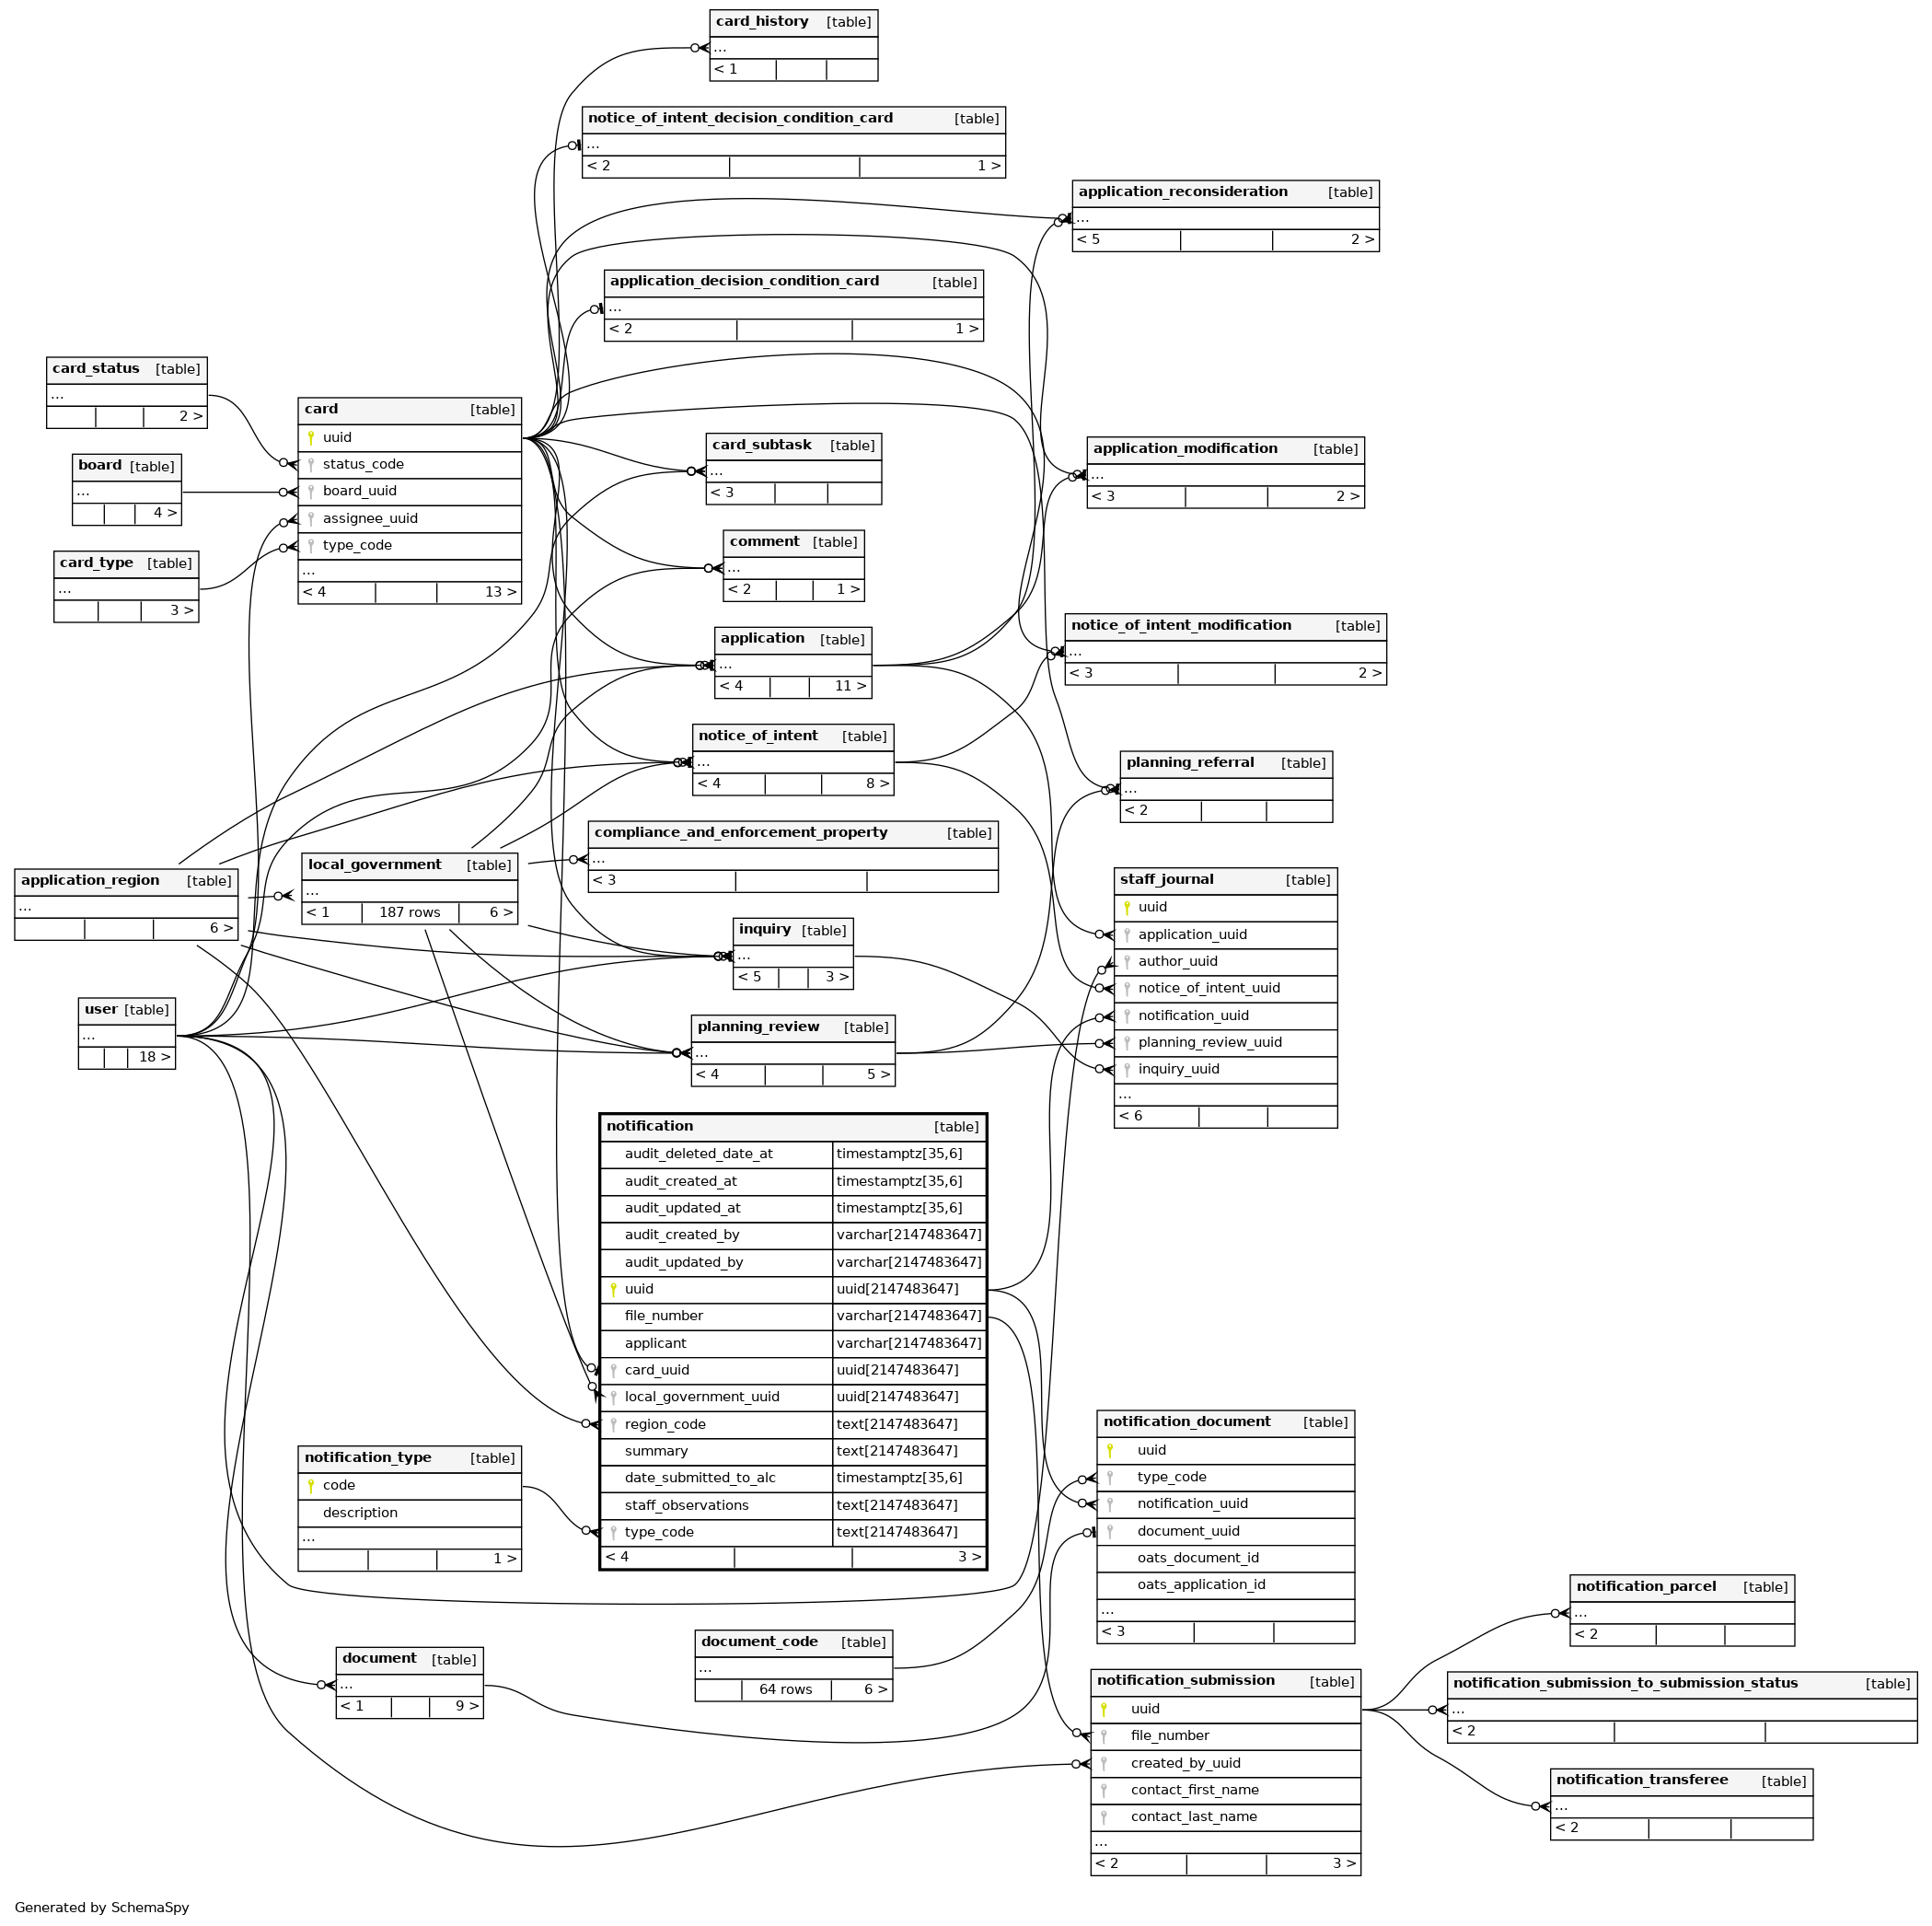 card_history [table]
...
< 1
notice_of_intent_decision_condition_card [table]
...
< 2 1 >
application_reconsideration [table]
...
< 5 2 >
application_decision_condition_card [table]
...
< 2 1 >
card_status [table]
...
2 >
card [table]
uuid
status_code
board_uuid
assignee_uuid
type_code
...
< 4 13 >
board [table]
...
4 >
card_type [table]
...
3 >
card_subtask [table]
...
< 3
application_modification [table]
...
< 3 2 >
comment [table]
...
< 2 1 >
application [table]
...
< 4 11 >
notice_of_intent_modification [table]
...
< 3 2 >
notice_of_intent [table]
...
< 4 8 >
planning_referral [table]
...
< 2
compliance_and_enforcement_property [table]
...
< 3
local_government [table]
...
< 1 187 rows 6 >
application_region [table]
...
6 >
staff_journal [table]
uuid
application_uuid
author_uuid
notice_of_intent_uuid
notification_uuid
planning_review_uuid
inquiry_uuid
...
< 6
inquiry [table]
...
< 5 3 >
user [table]
...
18 >
planning_review [table]
...
< 4 5 >
notification [table]
audit_deleted_date_at timestamptz[35,6]
audit_created_at timestamptz[35,6]
audit_updated_at timestamptz[35,6]
audit_created_by varchar[2147483647]
audit_updated_by varchar[2147483647]
uuid uuid[2147483647]
file_number varchar[2147483647]
applicant varchar[2147483647]
card_uuid uuid[2147483647]
local_government_uuid uuid[2147483647]
region_code text[2147483647]
summary text[2147483647]
date_submitted_to_alc timestamptz[35,6]
staff_observations text[2147483647]
type_code text[2147483647]
< 4 3 >
notification_type [table]
code
description
...
1 >
notification_document [table]
uuid
type_code
notification_uuid
document_uuid
oats_document_id
oats_application_id
...
< 3
document_code [table]
...
64 rows 6 >
document [table]
...
< 1 9 >
notification_submission [table]
uuid
file_number
created_by_uuid
contact_first_name
contact_last_name
...
< 2 3 >
notification_parcel [table]
...
< 2
notification_submission_to_submission_status [table]
...
< 2
notification_transferee [table]
...
< 2
Generated by SchemaSpy